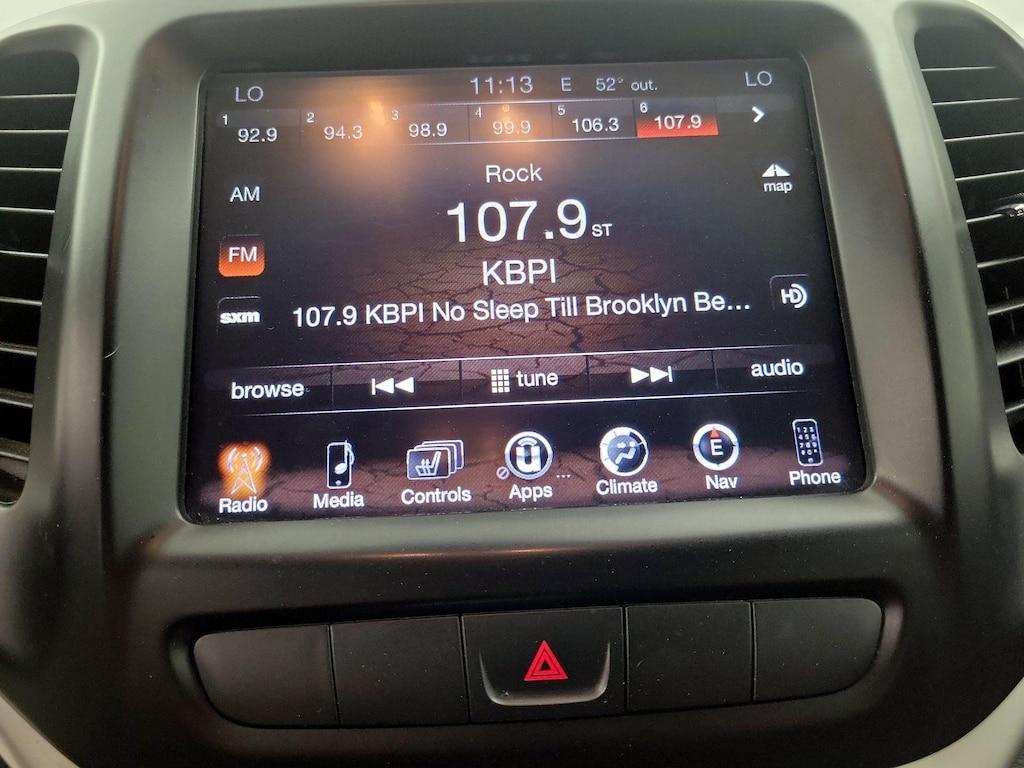 LO 11:13 E 52° out. LO
1 92.9 2 94.3 3 98.9 4 99.9 5 106.3 6 107.9
Rock
map
AM
107.9 ST
FM
KBPI
HD
sxm
107.9 KBPI No Sleep Till Brooklyn Be...
browse tune audio
E
Radio Media Controls Apps ... Climate Nav Phone